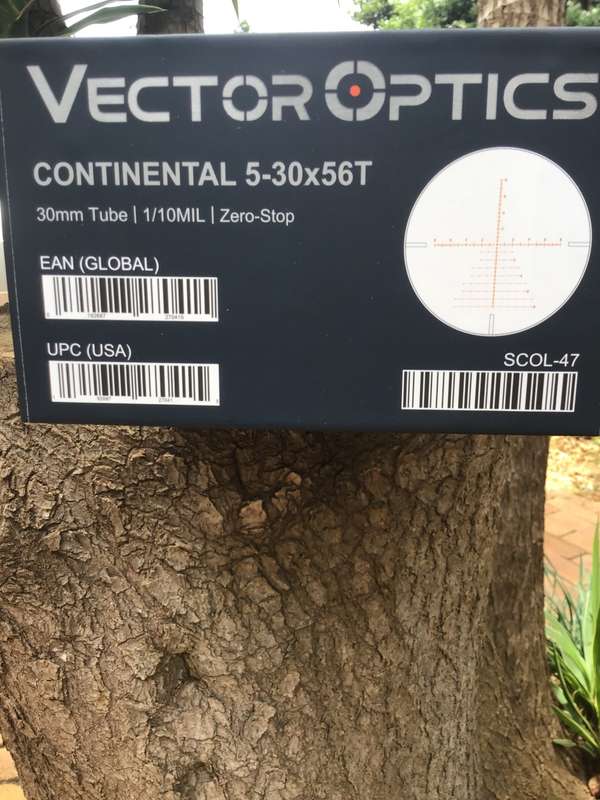 VECTOR OPTICS
CONTINENTAL 5-30x56T
30mm Tube | 1/10MIL | Zero-Stop
EAN (GLOBAL)
UPC (USA)
SCOL-47